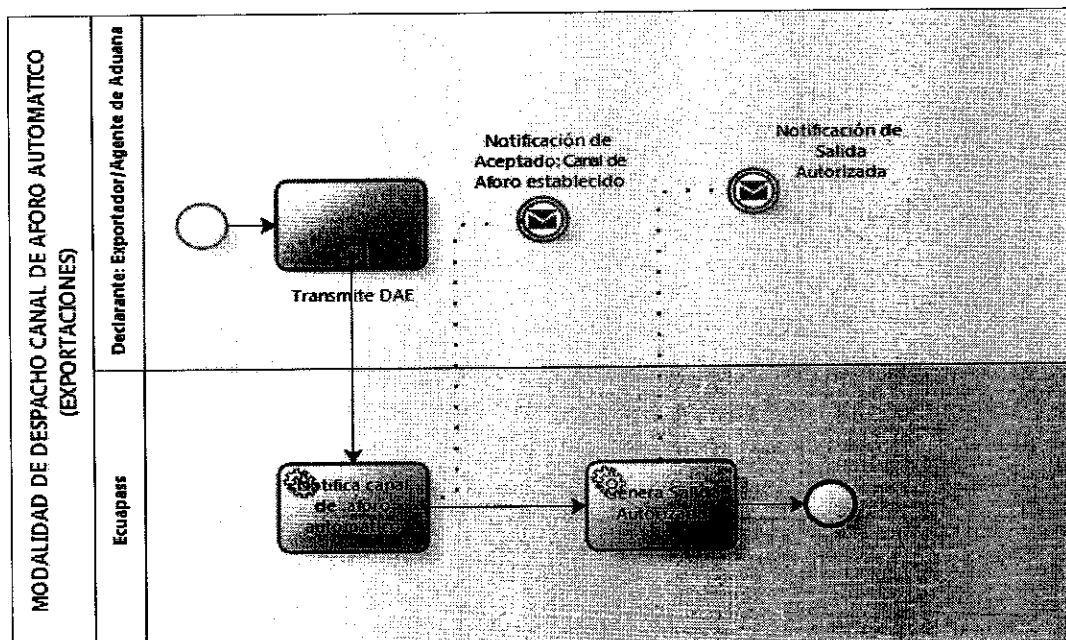 MODALIDAD DE DESPACHO CANAL DE AFORO AUTOMATICO
(EXPORTACIONES)
Declarante: Exportador/Agente de Aduana
Notificación de
Aceptado: Canal de
Aforo establecido
Notificación de
Salida
Autorizada
Transmite DAE
Ecuapass
Notifica canal
de aforo
automático
Genera Salida
Autorizada